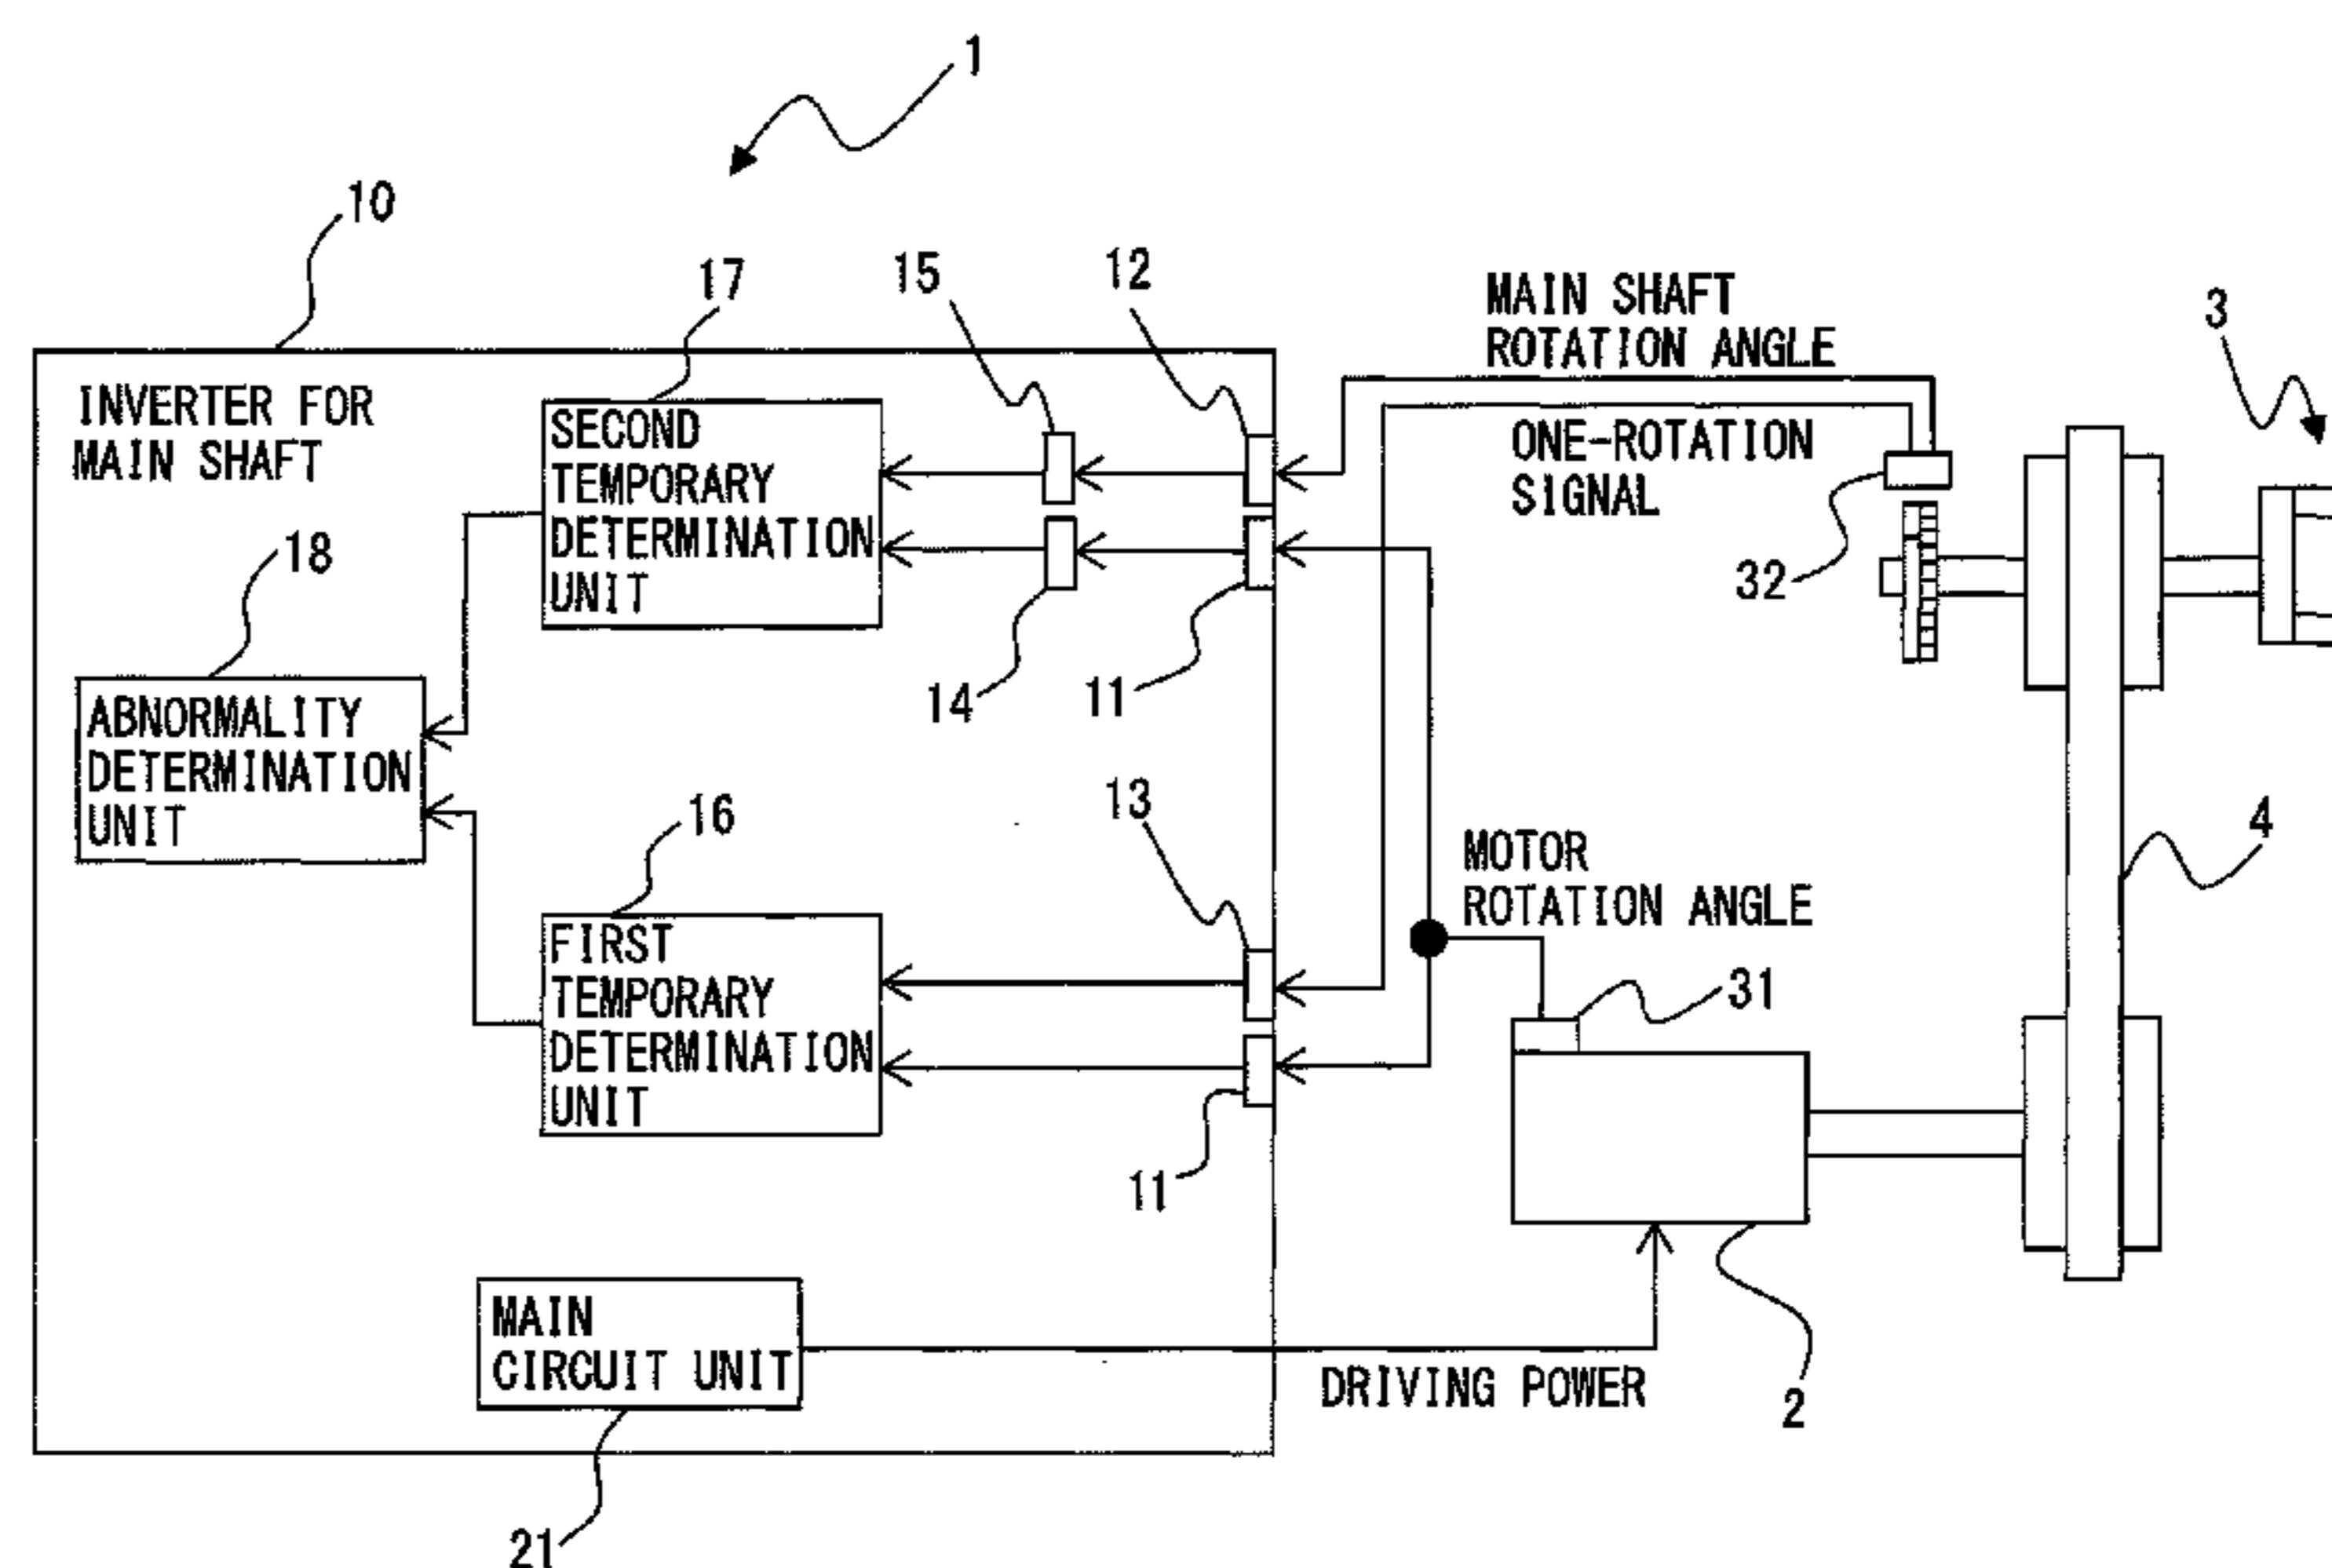 1
10
17
15
12
MAIN SHAFT
ROTATION ANGLE
3
INVERTER FOR
MAIN SHAFT
SECOND
TEMPORARY
DETERMINATION
UNIT
ONE-ROTATION
SIGNAL
32
18
14
11
ABNORMALITY
DETERMINATION
UNIT
16
13
4
MOTOR
ROTATION ANGLE
FIRST
TEMPORARY
DETERMINATION
UNIT
31
11
MAIN
CIRCUIT UNIT
DRIVING POWER
2
21